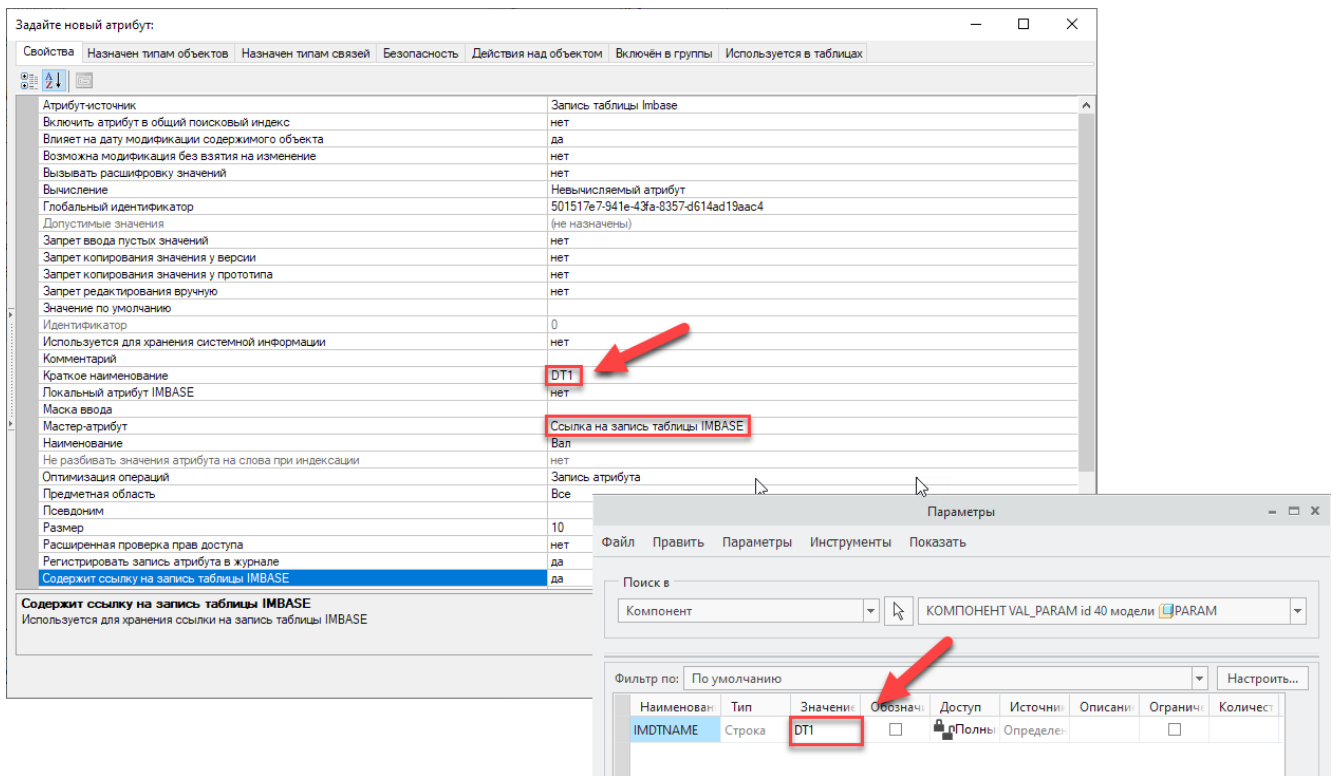 Задайте новый атрибут:
Свойства Назначен типам объектов Назначен типам связей Безопасность Действия над объектом Включён в группы Используется в таблицах
Атрибут-источник Запись таблицы Imbase
Включить атрибут в общий поисковый индекс нет
Влияет на дату модификации содержимого объекта да
Возможна модификация без взятия на изменение нет
Вызывать расшифровку значений нет
Вычисление Невычисляемый атрибут
Глобальный идентификатор 501517e7-941e-43fa-8357-d614ad19aac4
Допустимые значения (не назначены)
Запрет ввода пустых значений нет
Запрет копирования значения у версии нет
Запрет копирования значения у прототипа нет
Запрет редактирования вручную нет
Значение по умолчанию
Идентификатор 0
Используется для хранения системной информации нет
Комментарий
Краткое наименование DT1
Локальный атрибут IMBASE нет
Маска ввода
Мастер-атрибут Ссылка на запись таблицы IMBASE
Наименование Вал
Не разбивать значения атрибута на слова при индексации нет
Оптимизация операций Запись атрибута
Предметная область Все
Псевдоним
Размер 10
Расширенная проверка прав доступа нет
Регистрировать запись атрибута в журнале да
Содержит ссылку на запись таблицы IMBASE да
Содержит ссылку на запись таблицы IMBASE
Используется для хранения ссылки на запись таблицы IMBASE
Параметры
Файл Править Параметры Инструменты Показать
Поиск в
Компонент КОМПОНЕНТ VAL_PARAM id 40 модели PARAM
Фильтр по: По умолчанию Настроить...
Наименован Тип Значение Обознач Доступ Источни Описани Огранич Количест
IMDTNAME Строка DT1 Полны Определен